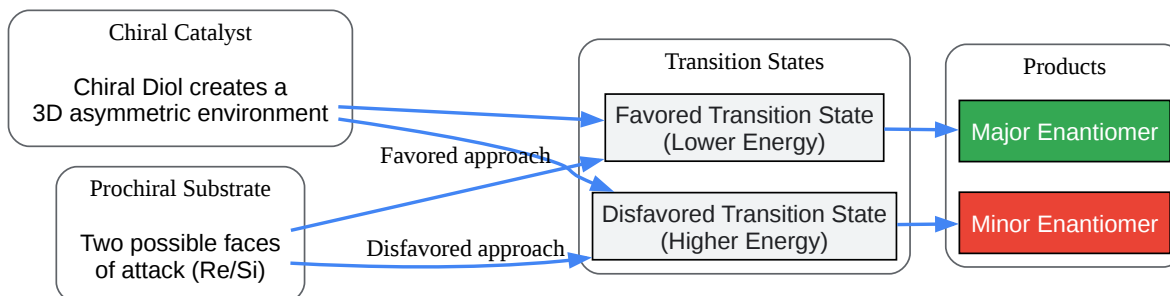 Chiral Catalyst
Chiral Diol creates a
3D asymmetric environment
Prochiral Substrate
Two possible faces
of attack (Re/Si)
Favored approach
Disfavored approach
Transition States
Favored Transition State
(Lower Energy)
Disfavored Transition State
(Higher Energy)
Products
Major Enantiomer
Minor Enantiomer